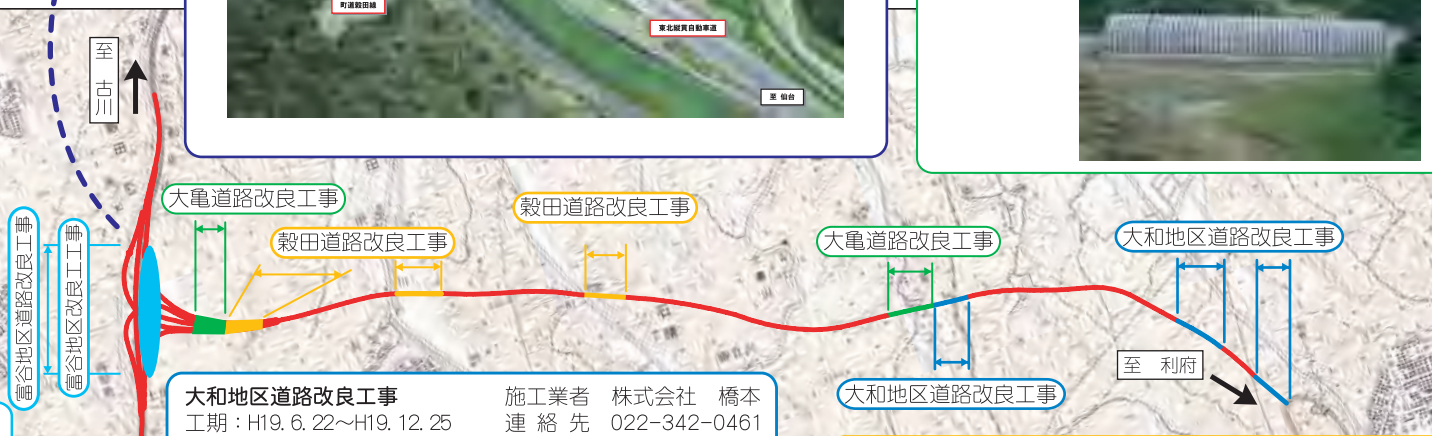 町道穀田線
東北縦貫自動車道
至 仙台
至 古川
大亀道路改良工事
穀田道路改良工事
穀田道路改良工事
大亀道路改良工事
大和地区道路改良工事
富谷地区道路改良工事
富谷地区改良工工事
至 利府
大和地区道路改良工事
大和地区道路改良工事
工期：H19.6.22～H19.12.25
施工業者 株式会社 橋本
連絡先 022-342-0461